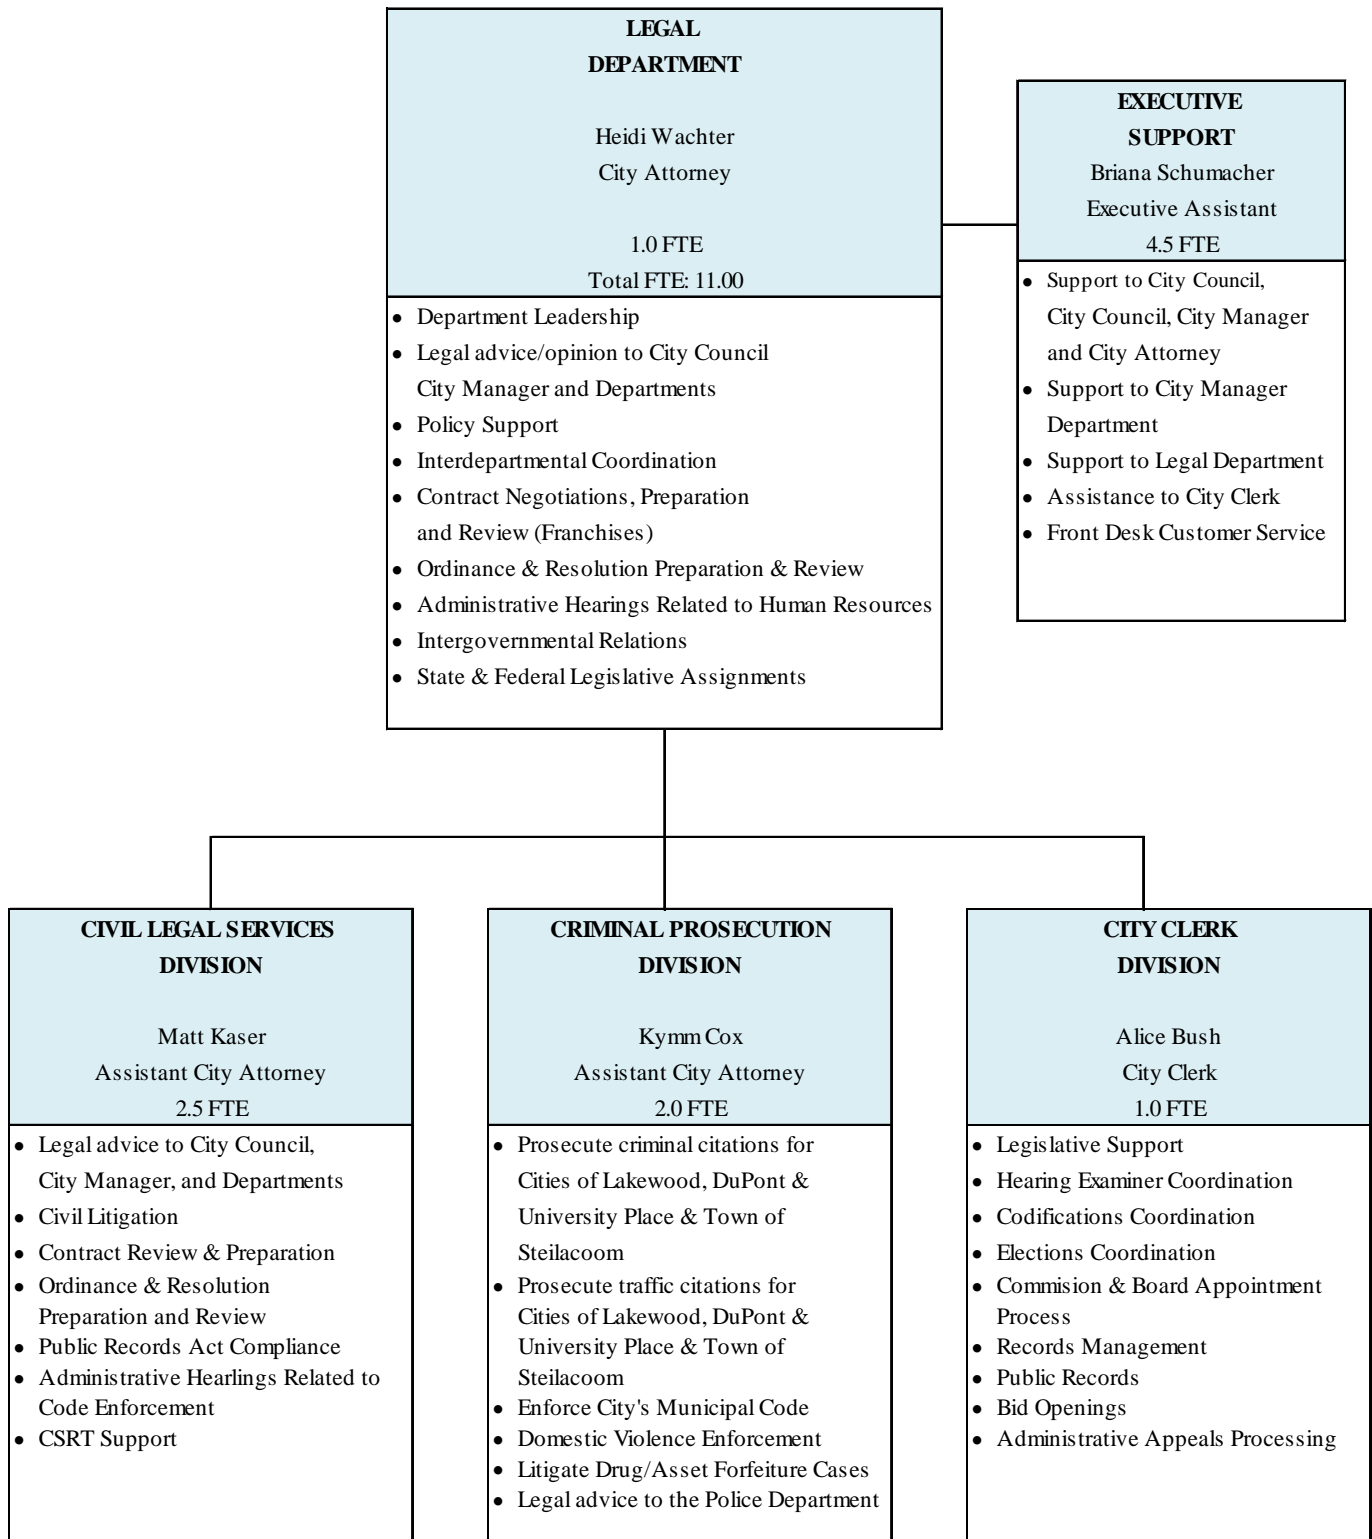 LEGAL
DEPARTMENT
Heidi Wachter
City Attorney
1.0 FTE
Total FTE: 11.00
• Department Leadership
• Legal advice/opinion to City Council
City Manager and Departments
• Policy Support
• Interdepartmental Coordination
• Contract Negotiations, Preparation
and Review (Franchises)
• Ordinance & Resolution Preparation & Review
• Administrative Hearings Related to Human Resources
• Intergovernmental Relations
• State & Federal Legislative Assignments
EXECUTIVE
SUPPORT
Briana Schumacher
Executive Assistant
4.5 FTE
• Support to City Council,
City Council, City Manager
and City Attorney
• Support to City Manager
Department
• Support to Legal Department
• Assistance to City Clerk
• Front Desk Customer Service
CIVIL LEGAL SERVICES
DIVISION
Matt Kaser
Assistant City Attorney
2.5 FTE
• Legal advice to City Council,
City Manager, and Departments
• Civil Litigation
• Contract Review & Preparation
• Ordinance & Resolution
Preparation and Review
• Public Records Act Compliance
• Administrative Hearlings Related to
Code Enforcement
• CSRT Support
CRIMINAL PROSECUTION
DIVISION
Kymm Cox
Assistant City Attorney
2.0 FTE
• Prosecute criminal citations for
Cities of Lakewood, DuPont &
University Place & Town of
Steilacoom
• Prosecute traffic citations for
Cities of Lakewood, DuPont &
University Place & Town of
Steilacoom
• Enforce City's Municipal Code
• Domestic Violence Enforcement
• Litigate Drug/Asset Forfeiture Cases
• Legal advice to the Police Department
CITY CLERK
DIVISION
Alice Bush
City Clerk
1.0 FTE
• Legislative Support
• Hearing Examiner Coordination
• Codifications Coordination
• Elections Coordination
• Commision & Board Appointment
Process
• Records Management
• Public Records
• Bid Openings
• Administrative Appeals Processing